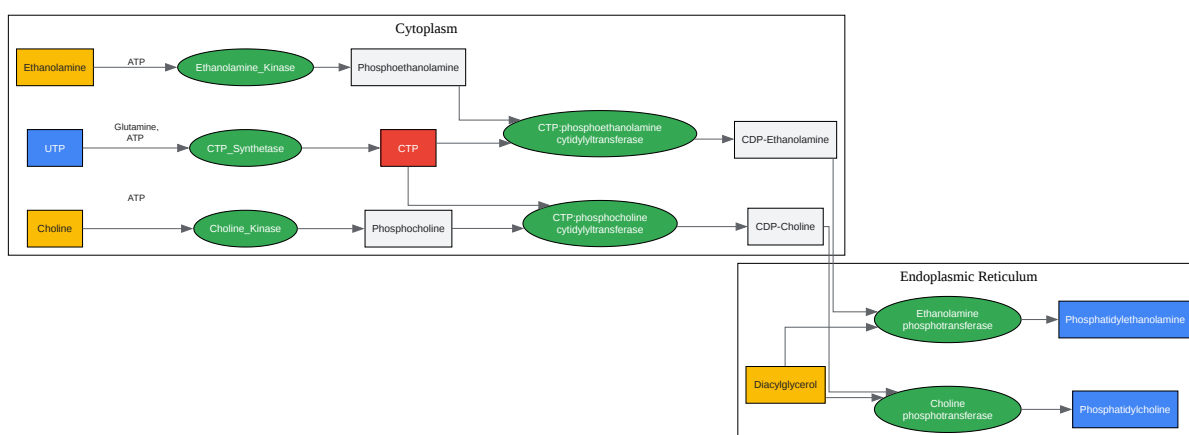 Cytoplasm
Ethanolamine
ATP
Ethanolamine_Kinase
Phosphoethanolamine
UTP
Glutamine,
ATP
CTP_Synthetase
CTP
CTP:phosphoethanolamine
cytidylyltransferase
CDP-Ethanolamine
Choline
ATP
Choline_Kinase
Phosphocholine
CTP:phosphocholine
cytidylyltransferase
CDP-Choline
Endoplasmic Reticulum
Ethanolamine
phosphotransferase
Phosphatidylethanolamine
Diacylglycerol
Choline
phosphotransferase
Phosphatidylcholine